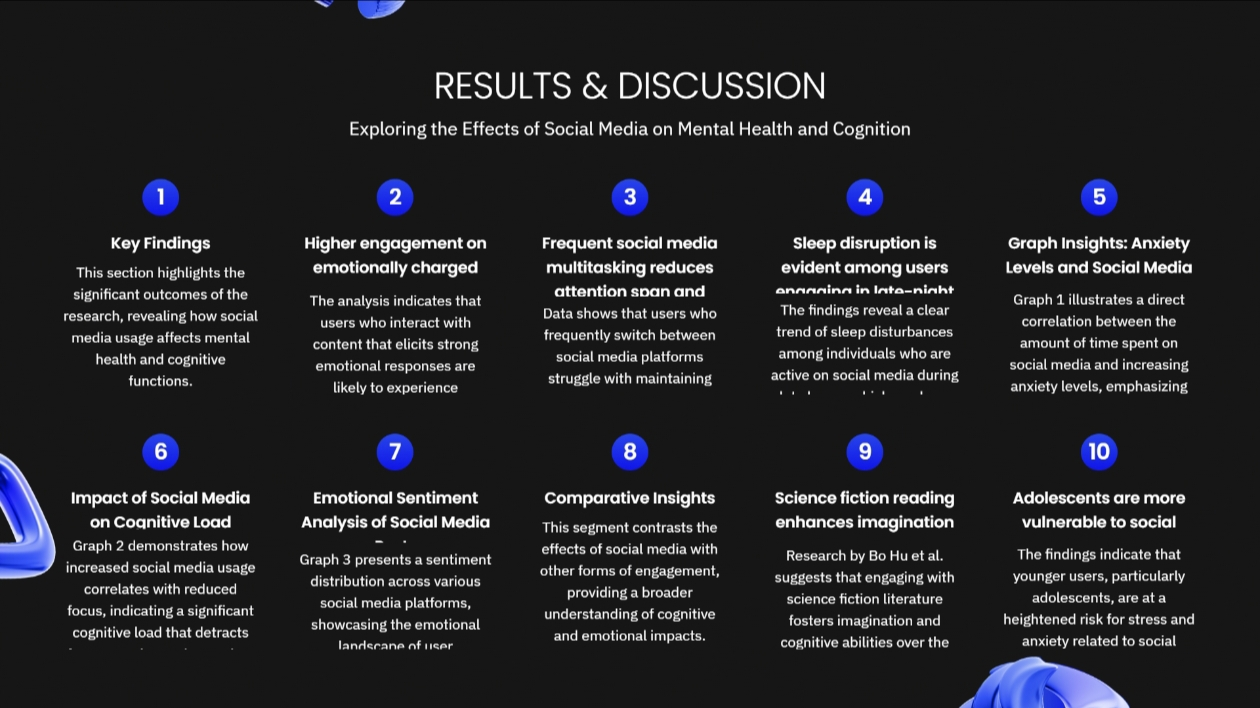 RESULTS & DISCUSSION
Exploring the Effects of Social Media on Mental Health and Cognition
1
Key Findings
This section highlights the
significant outcomes of the
research, revealing how social
media usage affects mental
health and cognitive
functions.
2
Higher engagement on
emotionally charged
The analysis indicates that
users who interact with
content that elicits strong
emotional responses are
likely to experience
3
Frequent social media
multitasking reduces
attention span and
Data shows that users who
frequently switch between
social media platforms
struggle with maintaining
4
Sleep disruption is
evident among users
engaging in late-night
The findings reveal a clear
trend of sleep disturbances
among individuals who are
active on social media during
5
Graph Insights: Anxiety
Levels and Social Media
Graph 1 illustrates a direct
correlation between the
amount of time spent on
social media and increasing
anxiety levels, emphasizing
6
Impact of Social Media
on Cognitive Load
Graph 2 demonstrates how
increased social media usage
correlates with reduced
focus, indicating a significant
cognitive load that detracts
7
Emotional Sentiment
Analysis of Social Media
Graph 3 presents a sentiment
distribution across various
social media platforms,
showcasing the emotional
landscape of user
8
Comparative Insights
This segment contrasts the
effects of social media with
other forms of engagement,
providing a broader
understanding of cognitive
and emotional impacts.
9
Science fiction reading
enhances imagination
Research by Bo Hu et al.
suggests that engaging with
science fiction literature
fosters imagination and
cognitive abilities over the
10
Adolescents are more
vulnerable to social
The findings indicate that
younger users, particularly
adolescents, are at a
heightened risk for stress and
anxiety related to social